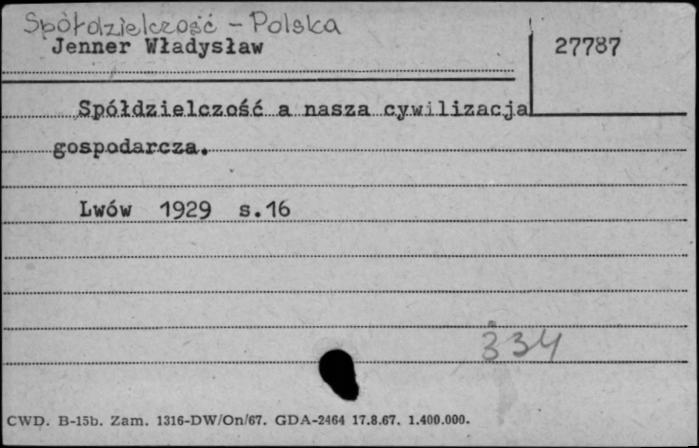 Spółdzielczość - Polska
Jenner Władysław
27787
Spółdzielczość a nasza cywilizacja
gospodarcza.
Lwów 1929 s.16
334
CWD. B-15b. Zam. 1316-DW/On/67. GDA-2464 17.8.67. 1.400.000.